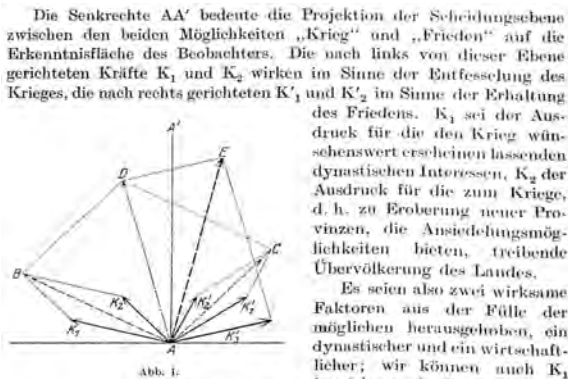 Die Senkrechte AA′ bedeute die Projektion der Scheidungsebene
zwischen den beiden Möglichkeiten „Krieg“ und „Frieden“ auf die
Erkenntnisfläche des Beobachters. Die nach links von dieser Ebene
gerichteten Kräfte K₁ und K₂ wirken im Sinne der Entfesselung des
Krieges, die nach rechts gerichteten K′₁ und K′₂ im Sinne der Erhaltung
des Friedens. K₁ sei der Aus-
druck für die den Krieg wün-
schenswert erscheinen lassenden
dynastischen Interessen, K₂ der
Ausdruck für die zum Kriege,
d. h. zu Eroberung neuer Pro-
vinzen, die Ansiedelungsmög-
lichkeiten bieten, treibende
Übervölkerung des Landes.
Es seien also zwei wirksame
Faktoren aus der Fülle der
möglichen herausgehoben, ein
dynastischer und ein wirtschaft-
licher; wir können auch K₁
A′
E
D
C
B
K₂
K₂′
K₁′
K₁
K₃′
A
Abb. 1.